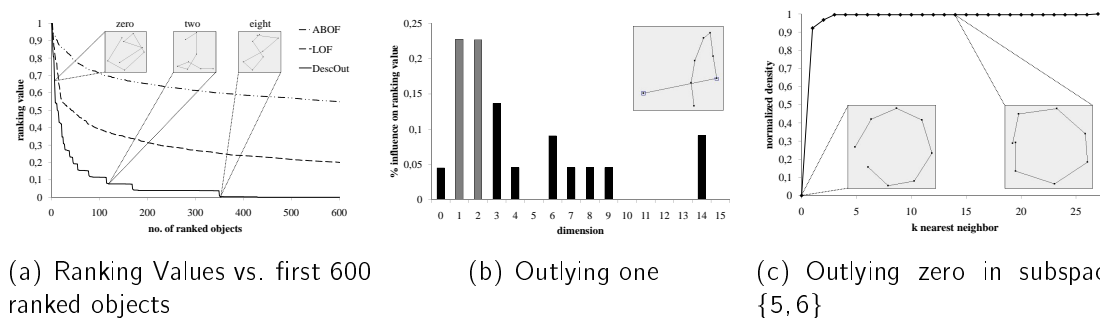 zero two eight
1
0,9
0,8
0,7
0,6
0,5
0,4
0,3
0,2
0,1
0
ranking value
ABOF
LOF
DescOut
0 100 200 300 400 500 600
no. of ranked objects
0,25
0,2
0,15
0,1
0,05
0
% influence on ranking value
0 1 2 3 4 5 6 7 8 9 10 11 12 13 14 15
dimension
1
0,9
0,8
0,7
0,6
0,5
0,4
0,3
0,2
0,1
0
normalized density
0 5 10 15 20 25
k nearest neighbor
(a) Ranking Values vs. first 600
ranked objects
(b) Outlying one
(c) Outlying zero in subspac
{5, 6}